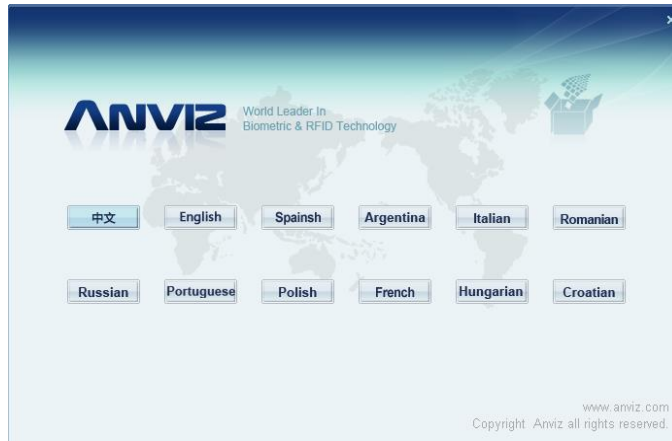 ANVIZ
World Leader In
Biometric & RFID Technology
中文 English Spainsh Argentina Italian Romanian
Russian Portuguese Polish French Hungarian Croatian
www.anviz.com
Copyright Anviz all rights reserved.